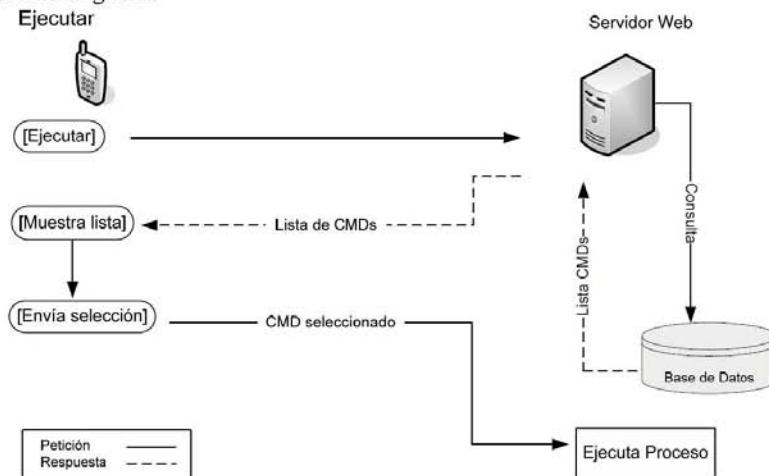 Ejecutar
Servidor Web
[Ejecutar]
Consulta
[Muestra lista]
Lista de CMDs
Lista CMDs
[Envía selección]
CMD seleccionado
Base de Datos
Petición
Respuesta
Ejecuta Proceso